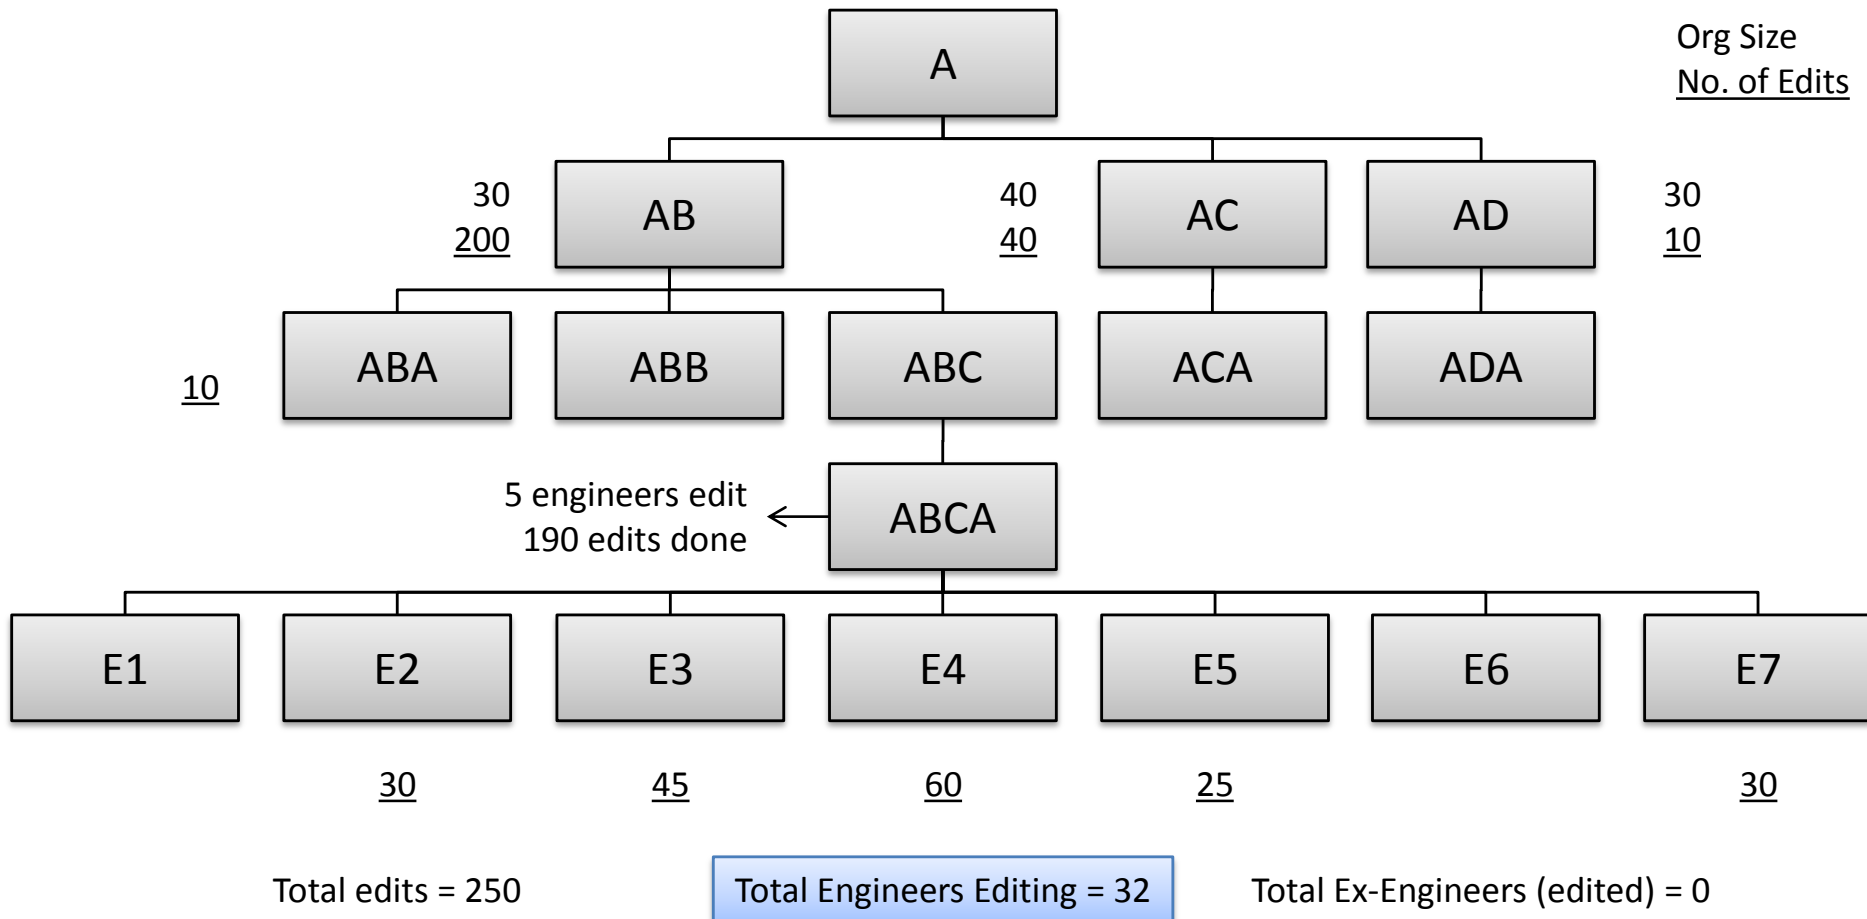 A
Org Size
No. of Edits
30
200
AB
40
40
AC
AD
30
10
10
ABA
ABB
ABC
ACA
ADA
5 engineers edit
190 edits done
ABCA
E1
E2
E3
E4
E5
E6
E7
30
45
60
25
30
Total edits = 250
Total Engineers Editing = 32
Total Ex-Engineers (edited) = 0